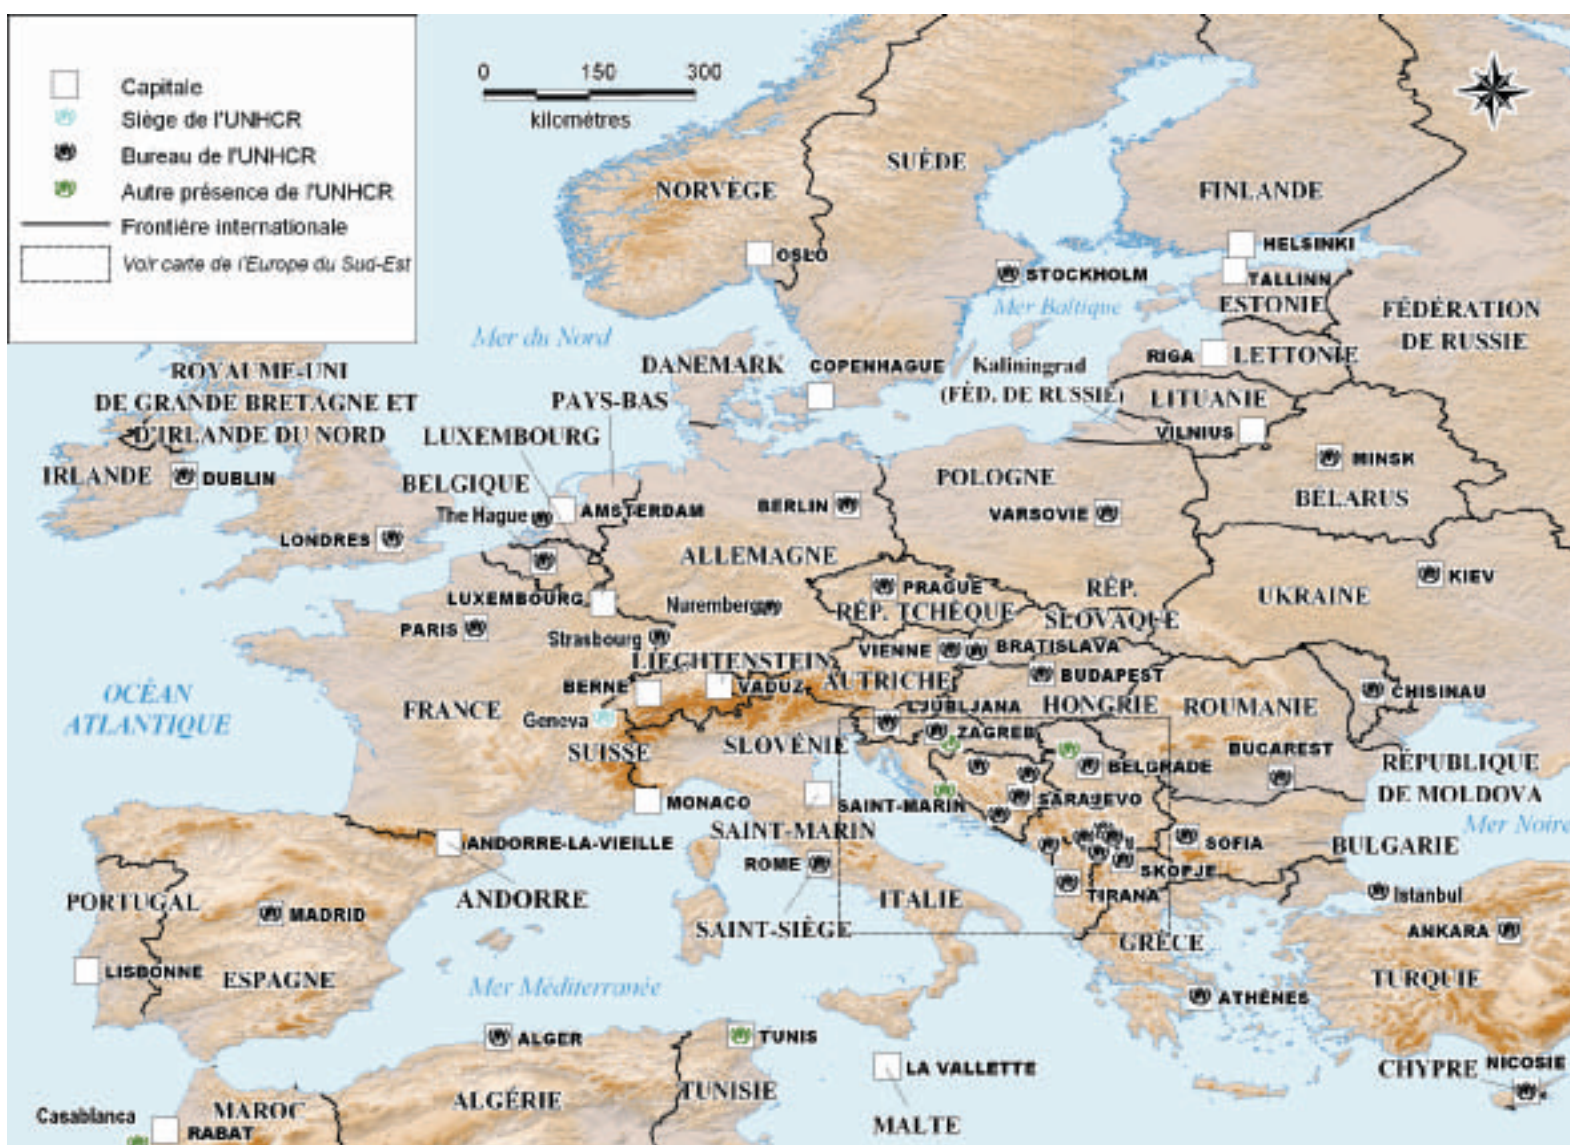 Capitale
Siège de l'UNHCR
Bureau de l'UNHCR
Autre présence de l'UNHCR
Frontière internationale
Voir carte de l'Europe du Sud-Est
0 150 300
kilométres
SUÉDE
NORVÈGE
FINLANDE
OSLO
HELSINKI
STOCKHOLM
TALLINN
Mer Baltique
ESTONIE
FÉDÉRATION
DE RUSSIE
Mer du Nord
DANEMARK
COPENHAGUE
Kaliningrad
(FÉD. DE RUSSIE)
RIGA
LETTONIE
ROYAUME-UNI
DE GRANDE BRETAGNE ET
D'IRLANDE DU NORD
PAYS-BAS
LITUANIE
VILNIUS
LUXEMBOURG
IRLANDE
DUBLIN
BELGIQUE
POLOGNE
MINSK
BELARUS
The Hague
AMSTERDAM
BERLIN
VARSOVIE
LONDRES
ALLEMAGNE
PRAGUE
RÉP. TCHÈQUE
RÉP.
SLOVAQUE
UKRAINE
KIEV
LUXEMBOURG
Nuremberg
PARIS
Strasbourg
VIENNE
BRATISLAVA
LIECHTENSTEIN
AUTRICHE
BUDAPEST
BERNE
VADUZ
CHISINAU
OCÉAN
ATLANTIQUE
FRANCE
Geneva
LJUBLJANA
HONGRIE
ROUMANIE
SUISSE
SLOVÉNIE
ZAGREB
BUCAREST
BELGRADE
RÉPUBLIQUE
DE MOLDOVA
MONACO
SAINT-MARIN
SARAJEVO
Mer Noire
SAINT-MARIN
ANDORRE-LA-VIEILLE
SOFIA
BULGARIE
ROME
SKOPJE
PORTUGAL
ANDORRE
ITALIE
TIRANA
Istanbul
MADRID
SAINT-SIÈGE
GRÈCE
ANKARA
LISBONNE
ESPAGNE
Mer Méditerranée
TURQUIE
ATHÈNES
ALGER
TUNIS
LA VALLETTE
CHYPRE
NICOSIE
Casablanca
MAROC
ALGÉRIE
TUNISIE
RABAT
MALTE